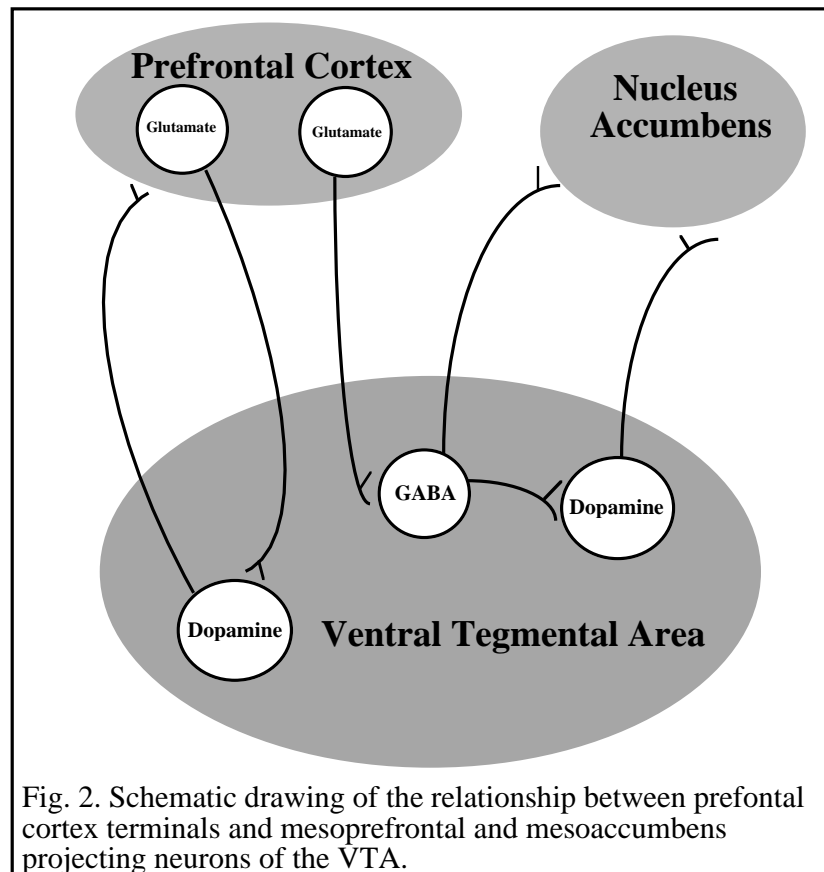 Prefrontal Cortex
Glutamate
Glutamate
Nucleus
Accumbens
GABA
Dopamine
Dopamine
Ventral Tegmental Area
Fig. 2. Schematic drawing of the relationship between prefontal
cortex terminals and mesoprefrontal and mesoaccumbens
projecting neurons of the VTA.